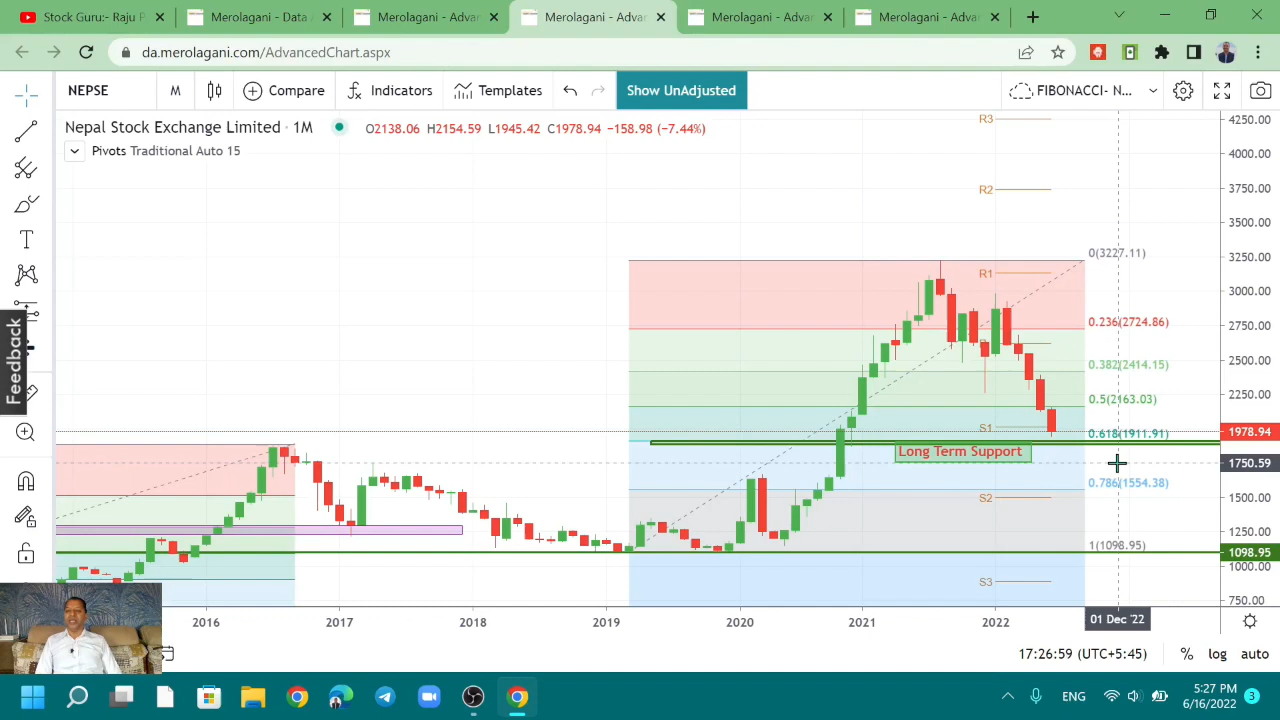 Stock Guru:- Pu
Merolagani - Data
Merolagani - Adva
Merolagani - Adva
Merolagani - Adva
Merolagani - Adva
da.merolagani.com/AdvancedChart.aspx
NEPSE
M
Compare
Indicators
Templates
Show UnAdjusted
FIBONACCI- N...
Nepal Stock Exchange Limited · 1M
O2138.06 H2154.59 L1945.42 C1978.94 −158.98 (−7.44%)
Pivots Traditional Auto 15
R3
R2
R1
S1
S2
S3
0(3227.11)
0.236(2724.86)
0.382(2414.15)
0.5(2163.03)
0.618(1911.91)
0.786(1554.38)
1(1098.95)
Long Term Support
Feedback
4250.00
4000.00
3750.00
3500.00
3250.00
3000.00
2750.00
2500.00
2250.00
1978.94
1750.59
1500.00
1250.00
1098.95
1000.00
750.00
2016
2017
2018
2019
2020
2021
2022
01 Dec '22
17:26:59 (UTC+5:45)
%
log
auto
ENG
5:27 PM
6/16/2022
3